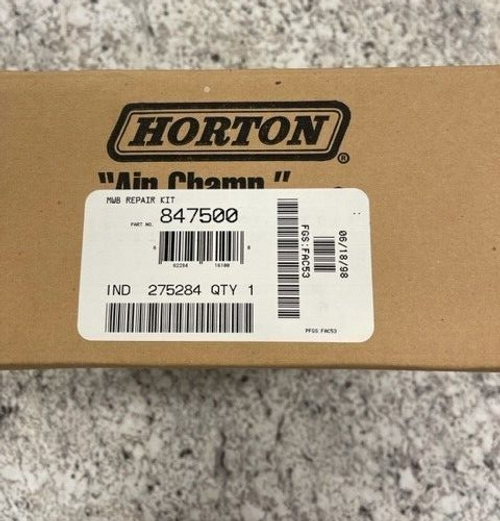 HORTON®
"Air Champ"
MWB REPAIR KIT
PART NO. 847500
IND 275284 QTY 1
FGS:FAC53
06/18/98
PFGS FAC53